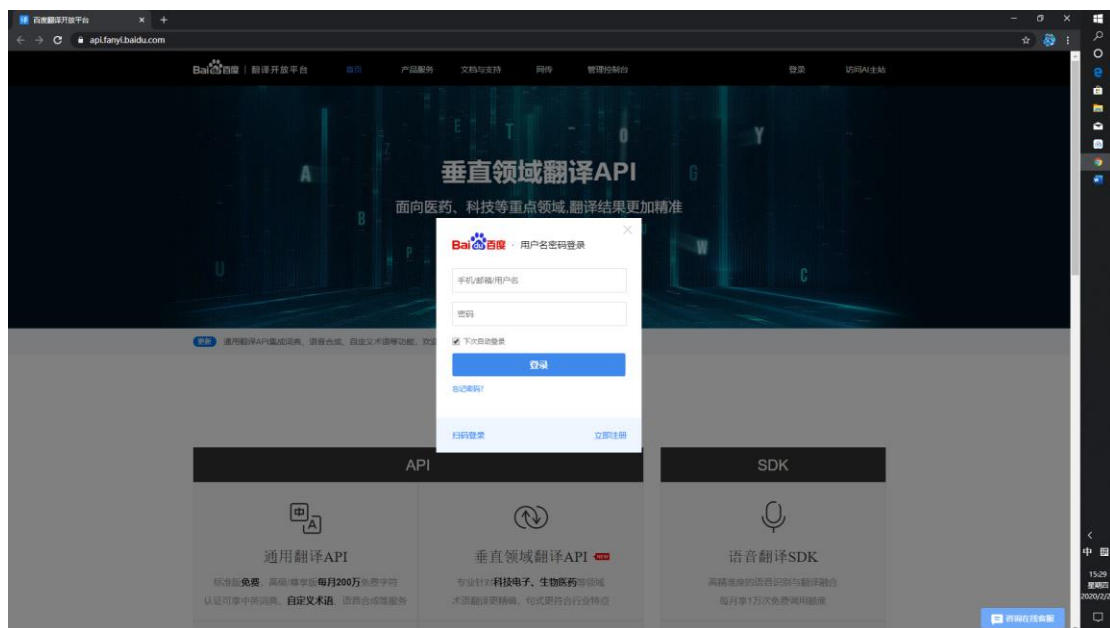 百度翻译开放平台
api.fanyi.baidu.com
Bai du 百度 | 翻译开放平台 首页 产品服务 文档与支持 同传 管理控制台 登录 访问AI主站
E T - O Y
Z
A
B
G
P
W
U
C
垂直领域翻译API
面向医药、科技等重点领域,翻译结果更加精准
Bai du 百度 · 用户名密码登录
手机/邮箱/用户名
密码
下次自动登录
登录
忘记密码?
扫码登录 立即注册
更新 通用翻译API集成词典、语音合成、自定义术语等功能，欢
API
SDK
通用翻译API
标准版免费，高级/尊享版每月200万免费字符
认证可享中英词典、自定义术语、语音合成等服务
垂直领域翻译API NEW
专业针对科技电子、生物医药等领域
术语翻译更精确、句式更符合行业特点
语音翻译SDK
高精准度的语音识别与翻译融合
每月享1万次免费调用额度
咨询在线客服
中
15:29
星期四
2020/2/2